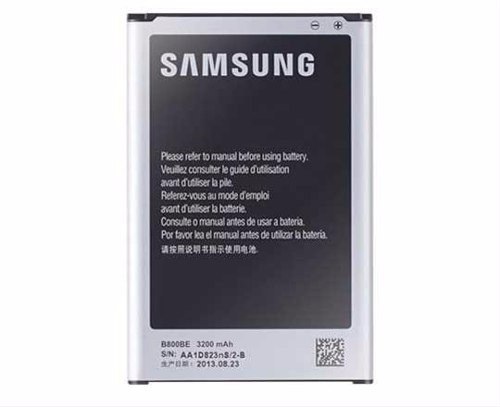 ⊖ ⊕
SAMSUNG
Please refer to manual before using battery.
Veuillez consulter le guide d'utilisation
avant d'utiliser la pile.
Referez-vous au mode d'emploi
avant d'utiliser la batterie.
Consulte o manual antes de usar a bateria.
Por favor lea el manual antes de utilizar la batería.
请按照说明书指示使用电池.
B800BE 3200 mAh
S/N: AA1D823nS/2-B
生产日期: 2013.08.23